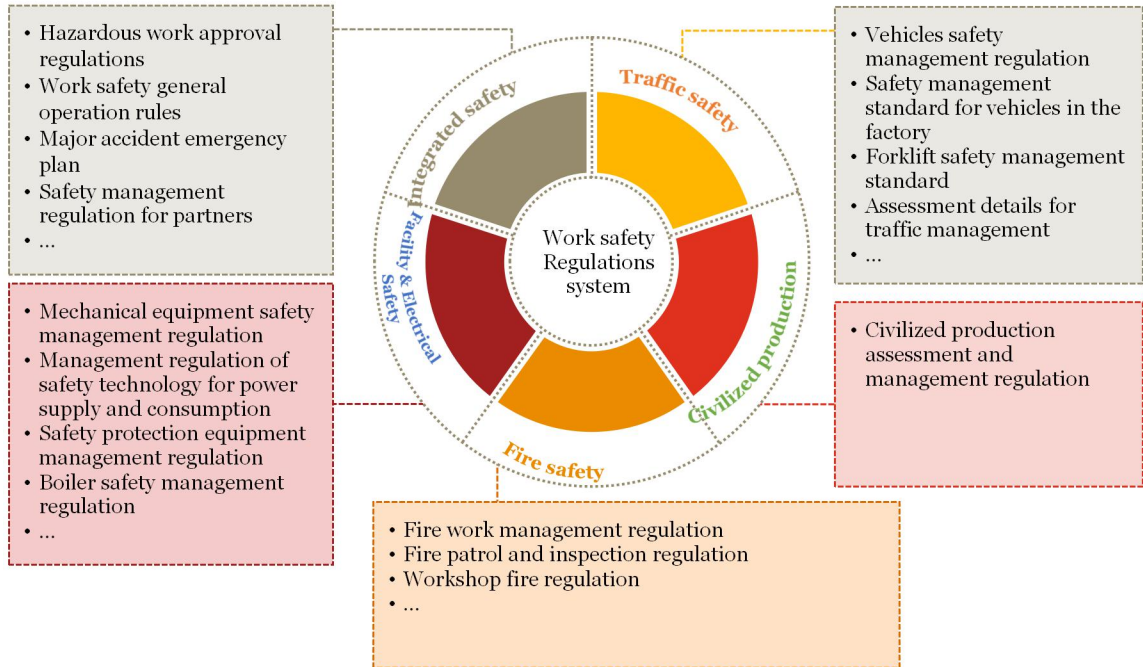 • Hazardous work approval
regulations
• Work safety general
operation rules
• Major accident emergency
plan
• Safety management
regulation for partners
• ...
Integrated safety
Traffic safety
• Vehicles safety
management regulation
• Safety management
standard for vehicles in the
factory
• Forklift safety management
standard
• Assessment details for
traffic management
• ...
Work safety
Regulations
system
Facility & Electrical
Safety
• Mechanical equipment safety
management regulation
• Management regulation of
safety technology for power
supply and consumption
• Safety protection equipment
management regulation
• Boiler safety management
regulation
• ...
Civilized production
• Civilized production
assessment and
management regulation
Fire safety
• Fire work management regulation
• Fire patrol and inspection regulation
• Workshop fire regulation
• ...